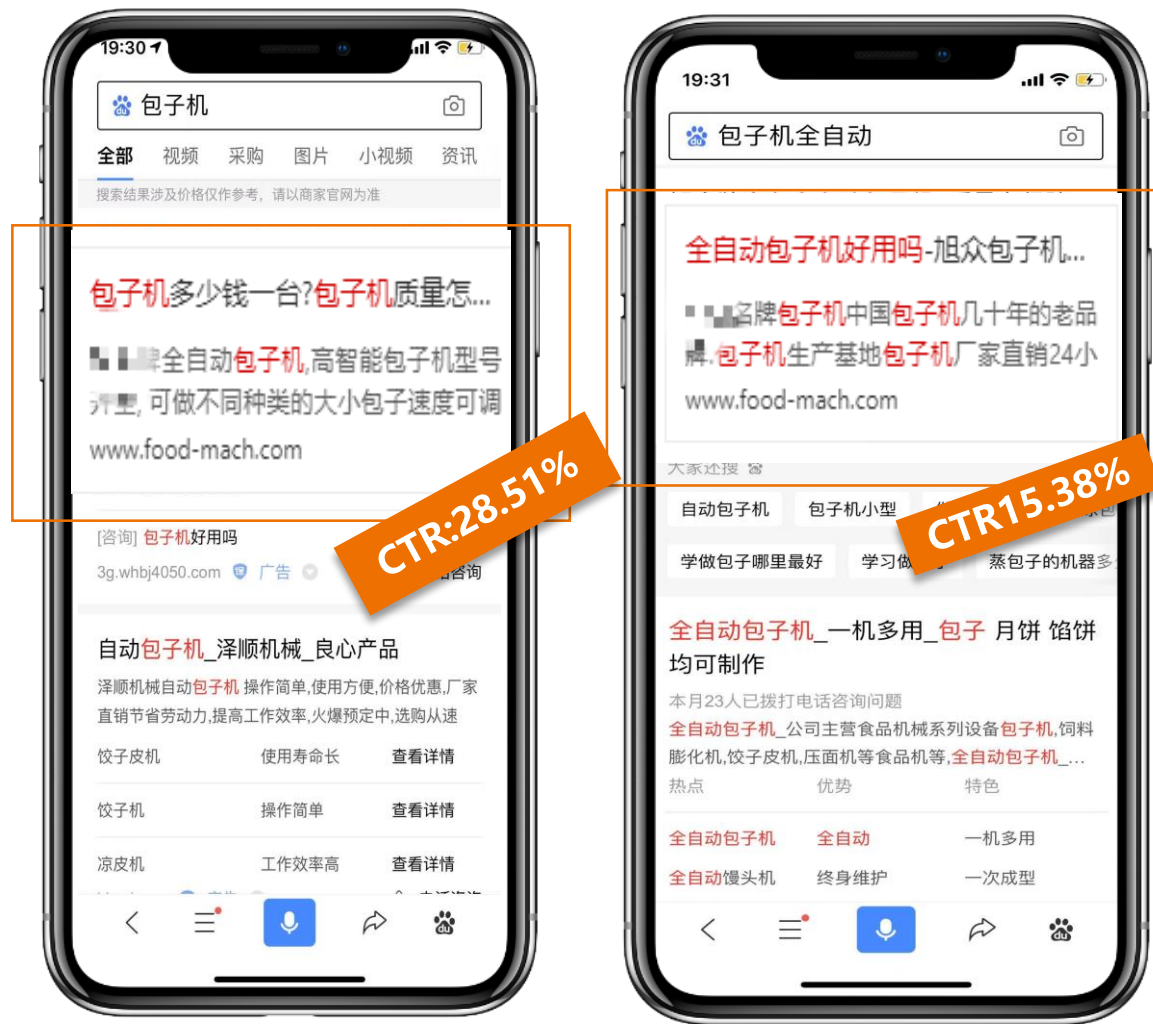 19:30
包子机
全部 视频 采购 图片 小视频 资讯
搜索结果涉及价格仅作参考，请以商家官网为准
包子机多少钱一台?包子机质量怎...
牌全自动包子机,高智能包子机型号
可做不同种类的大小包子速度可调
www.food-mach.com
CTR:28.51%
[咨询] 包子机好用吗
3g.whbj4050.com 广告 咨询
自动包子机_泽顺机械_良心产品
泽顺机械自动包子机 操作简单,使用方便,价格优惠,厂家
直销节省劳动力,提高工作效率,火爆预定中,选购从速
饺子皮机 使用寿命长 查看详情
饺子机 操作简单 查看详情
凉皮机 工作效率高 查看详情
19:31
包子机全自动
全自动包子机好用吗-旭众包子机...
名牌包子机中国包子机几十年的老品
牌.包子机生产基地包子机厂家直销24小
www.food-mach.com
大家还搜
CTR15.38%
自动包子机 包子机小型
学做包子哪里最好 学习做 蒸包子的机器多
全自动包子机_一机多用_包子 月饼 馅饼
均可制作
本月23人已拨打电话咨询问题
全自动包子机_公司主营食品机械系列设备包子机,饲料
膨化机,饺子皮机,压面机等食品机等,全自动包子机_...
热点 优势 特色
全自动包子机 全自动 一机多用
全自动馒头机 终身维护 一次成型